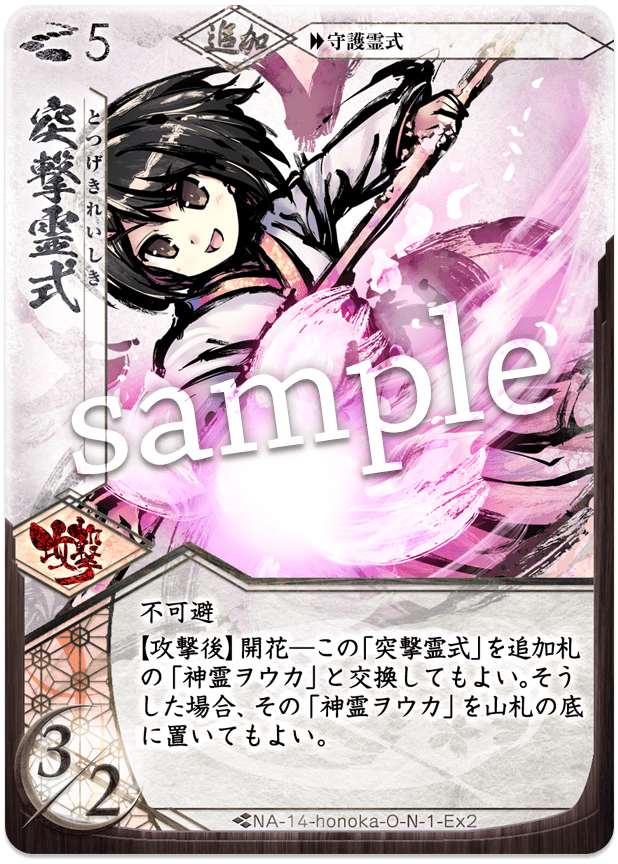 5
追加
守護霊式
突撃霊式
とつげきれいしき
sample
攻撃
不可避
【攻撃後】開花―この「突撃霊式」を追加札
の「神霊ヲウカ」と交換してもよい。そう
した場合、その「神霊ヲウカ」を山札の底
に置いてもよい。
3/2
NA-14-honoka-O-N-1-Ex2